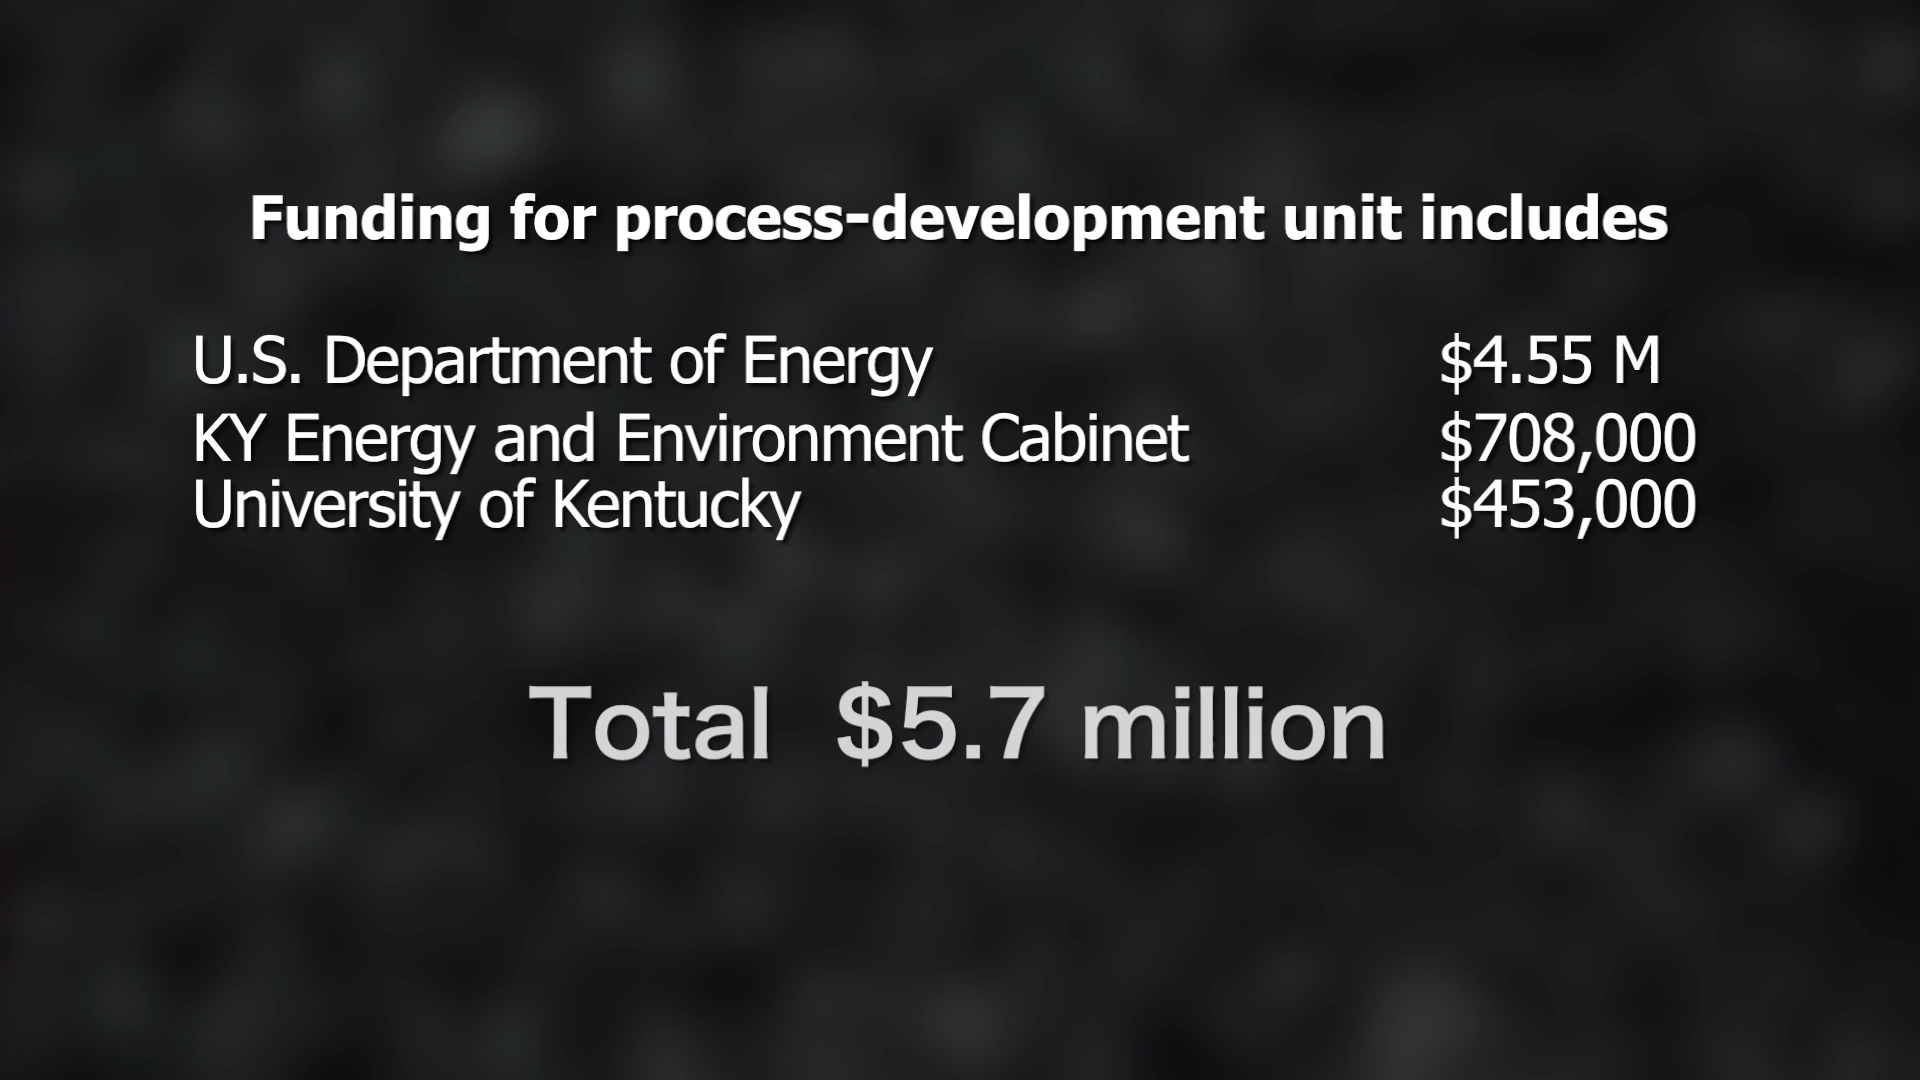 Funding for process-development unit includes
U.S. Department of Energy $4.55 M
KY Energy and Environment Cabinet $708,000
University of Kentucky $453,000
Total $5.7 million